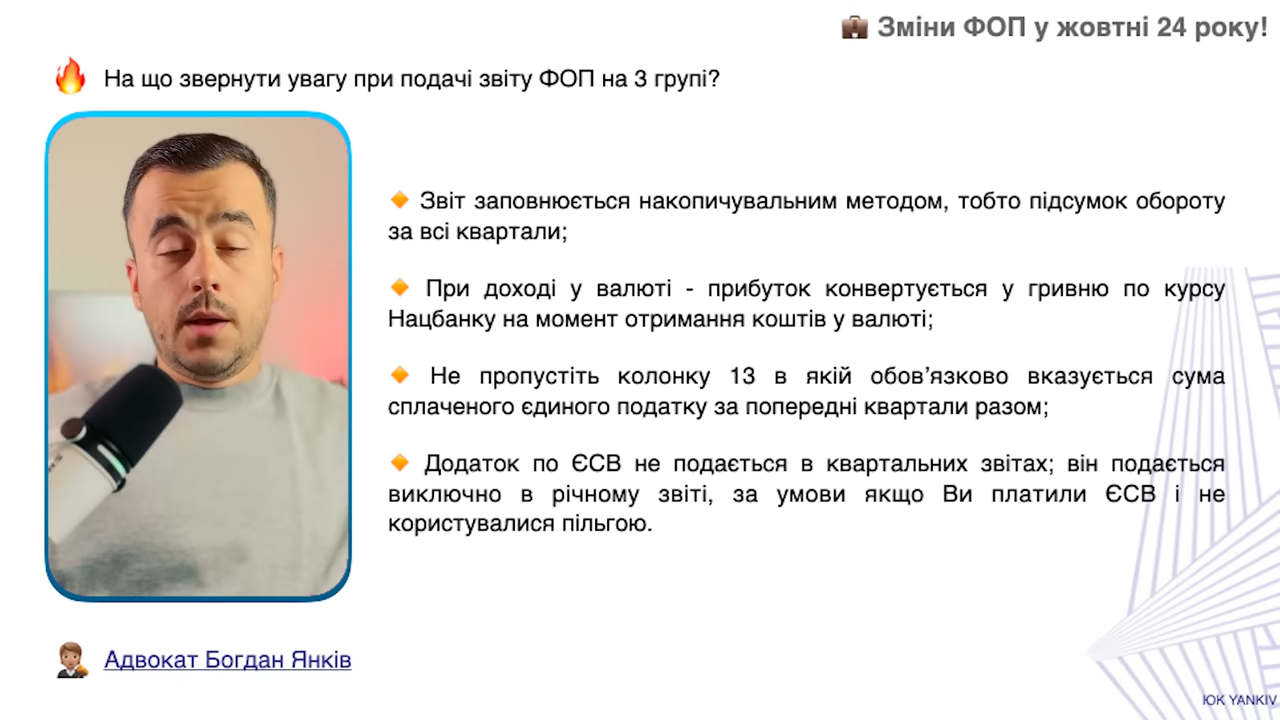 💼 Зміни ФОП у жовтні 24 року!
🔥 На що звернути увагу при подачі звіту ФОП на 3 групі?
🔸 Звіт заповнюється накопичувальним методом, тобто підсумок обороту
за всі квартали;
🔸 При доході у валюті - прибуток конвертується у гривню по курсу
Нацбанку на момент отримання коштів у валюті;
🔸 Не пропустіть колонку 13 в якій обов’язково вказується сума
сплаченого єдиного податку за попередні квартали разом;
🔸 Додаток по ЄСВ не подається в квартальних звітах; він подається
виключно в річному звіті, за умови якщо Ви платили ЄСВ і не
користувалися пільгою.
Адвокат Богдан Янків
ЮК YANKIV